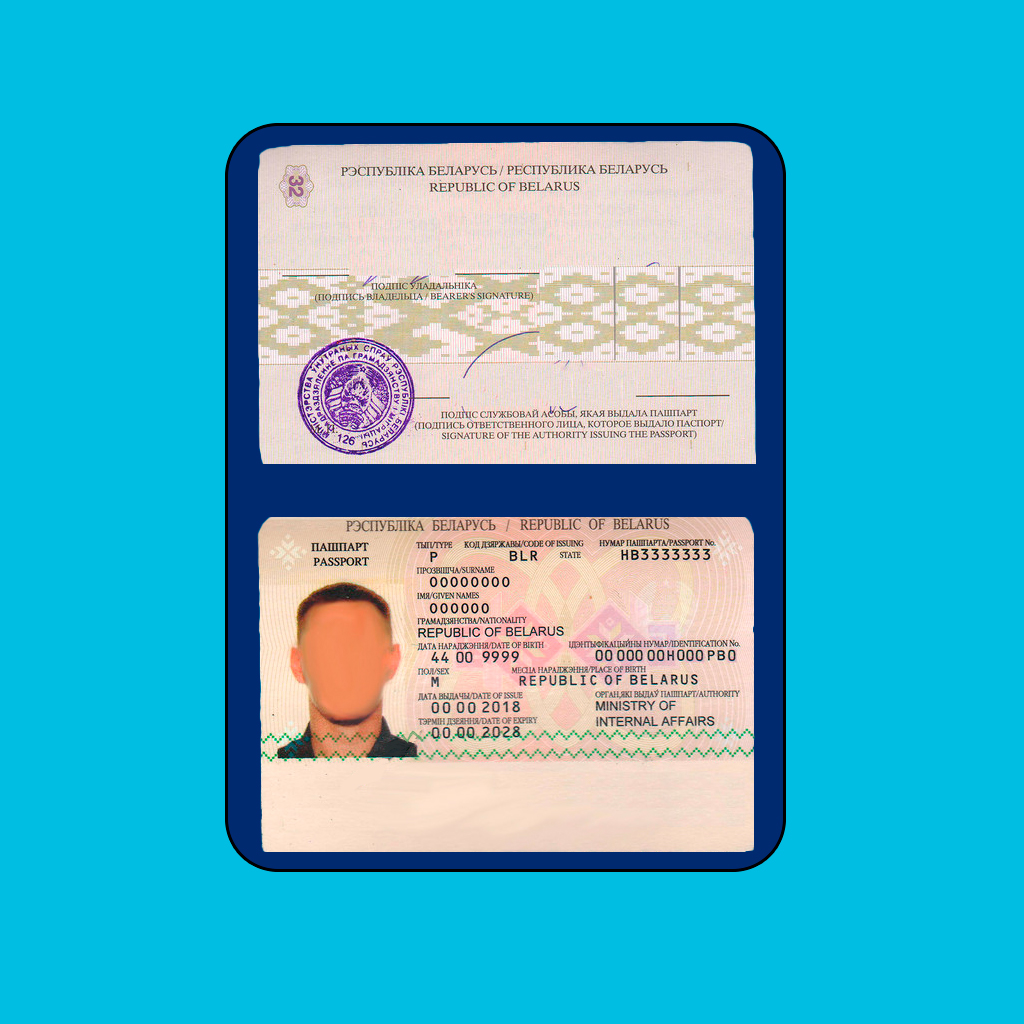 32
РЭСПУБЛІКА БЕЛАРУСЬ / РЕСПУБЛИКА БЕЛАРУСЬ
REPUBLIC OF BELARUS
ПОДПІС УЛАДАЛЬНІКА
(ПОДПИСЬ ВЛАДЕЛЬЦА / BEARER'S SIGNATURE)
МІНІСТЭРСТВА ЎНУТРАНЫХ СПРАЎ РЭСПУБЛІКІ БЕЛАРУСЬ
ПАДРАЗДЗЯЛЕННЕ ПА ГРАМАДЗЯНСТВУ І МІГРАЦЫІ
126
ПОДПІС СЛУЖБОВАЙ АСОБЫ, ЯКАЯ ВЫДАЛА ПАШПАРТ
(ПОДПИСЬ ОТВЕТСТВЕННОГО ЛИЦА, КОТОРОЕ ВЫДАЛО ПАСПОРТ/
SIGNATURE OF THE AUTHORITY ISSUING THE PASSPORT)
РЭСПУБЛІКА БЕЛАРУСЬ / REPUBLIC OF BELARUS
ПАШПАРТ
PASSPORT
ТЫП/TYPE КОД ДЗЯРЖАВЫ/CODE OF ISSUING STATE НУМАР ПАШПАРТА/PASSPORT No.
P BLR HB3333333
ПРОЗВІШЧА/SURNAME
00000000
ІМЯ/GIVEN NAMES
000000
ГРАМАДЗЯНСТВА/NATIONALITY
REPUBLIC OF BELARUS
ДАТА НАРАДЖЭННЯ/DATE OF BIRTH ІДЭНТЫФІКАЦЫЙНЫ НУМАР/IDENTIFICATION No.
44 00 9999 00 000 00H000 PB0
ПОЛ/SEX МЕСЦА НАРАДЖЭННЯ/PLACE OF BIRTH
M REPUBLIC OF BELARUS
ДАТА ВЫДАЧЫ/DATE OF ISSUE ОРГАН,ЯКІ ВЫДАЎ ПАШПАРТ/AUTHORITY
00 00 2018 MINISTRY OF
ТЭРМІН ДЗЕЯННЯ/DATE OF EXPIRY INTERNAL AFFAIRS
00 00 2028